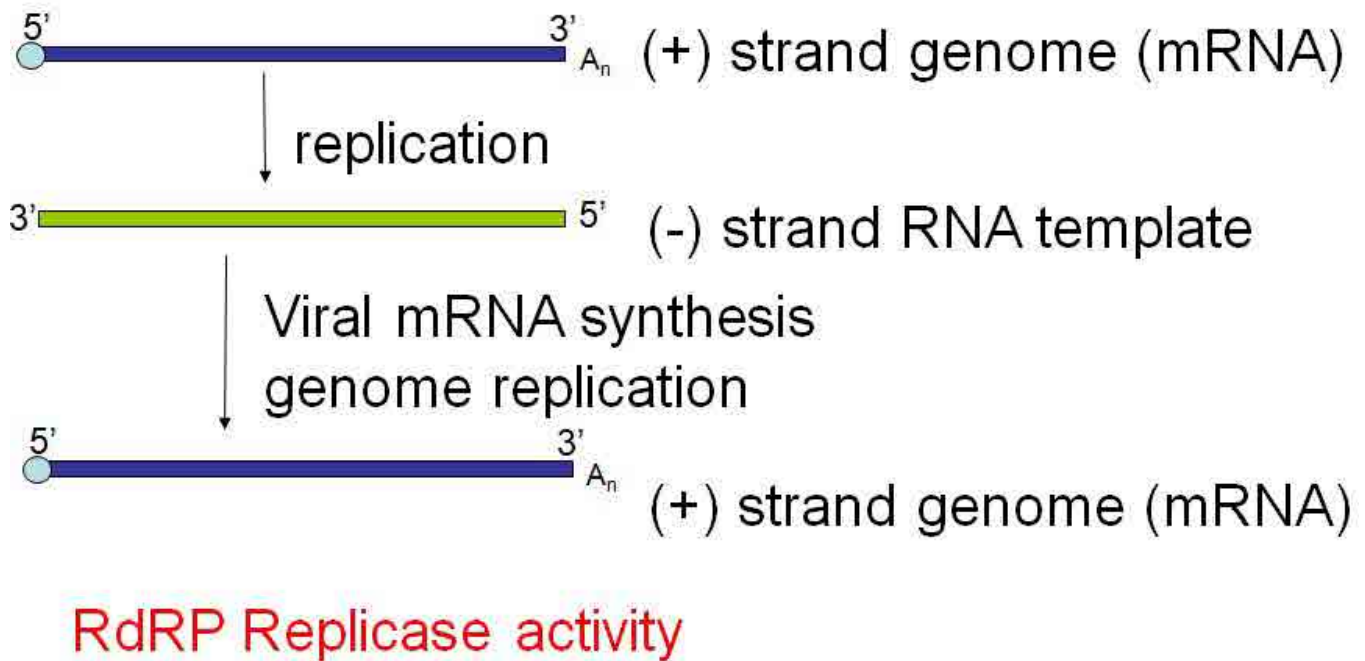 5’ 3’
Aₙ (+) strand genome (mRNA)
replication
3’ 5’
(-) strand RNA template
Viral mRNA synthesis
genome replication
5’ 3’
Aₙ
(+) strand genome (mRNA)
RdRP Replicase activity